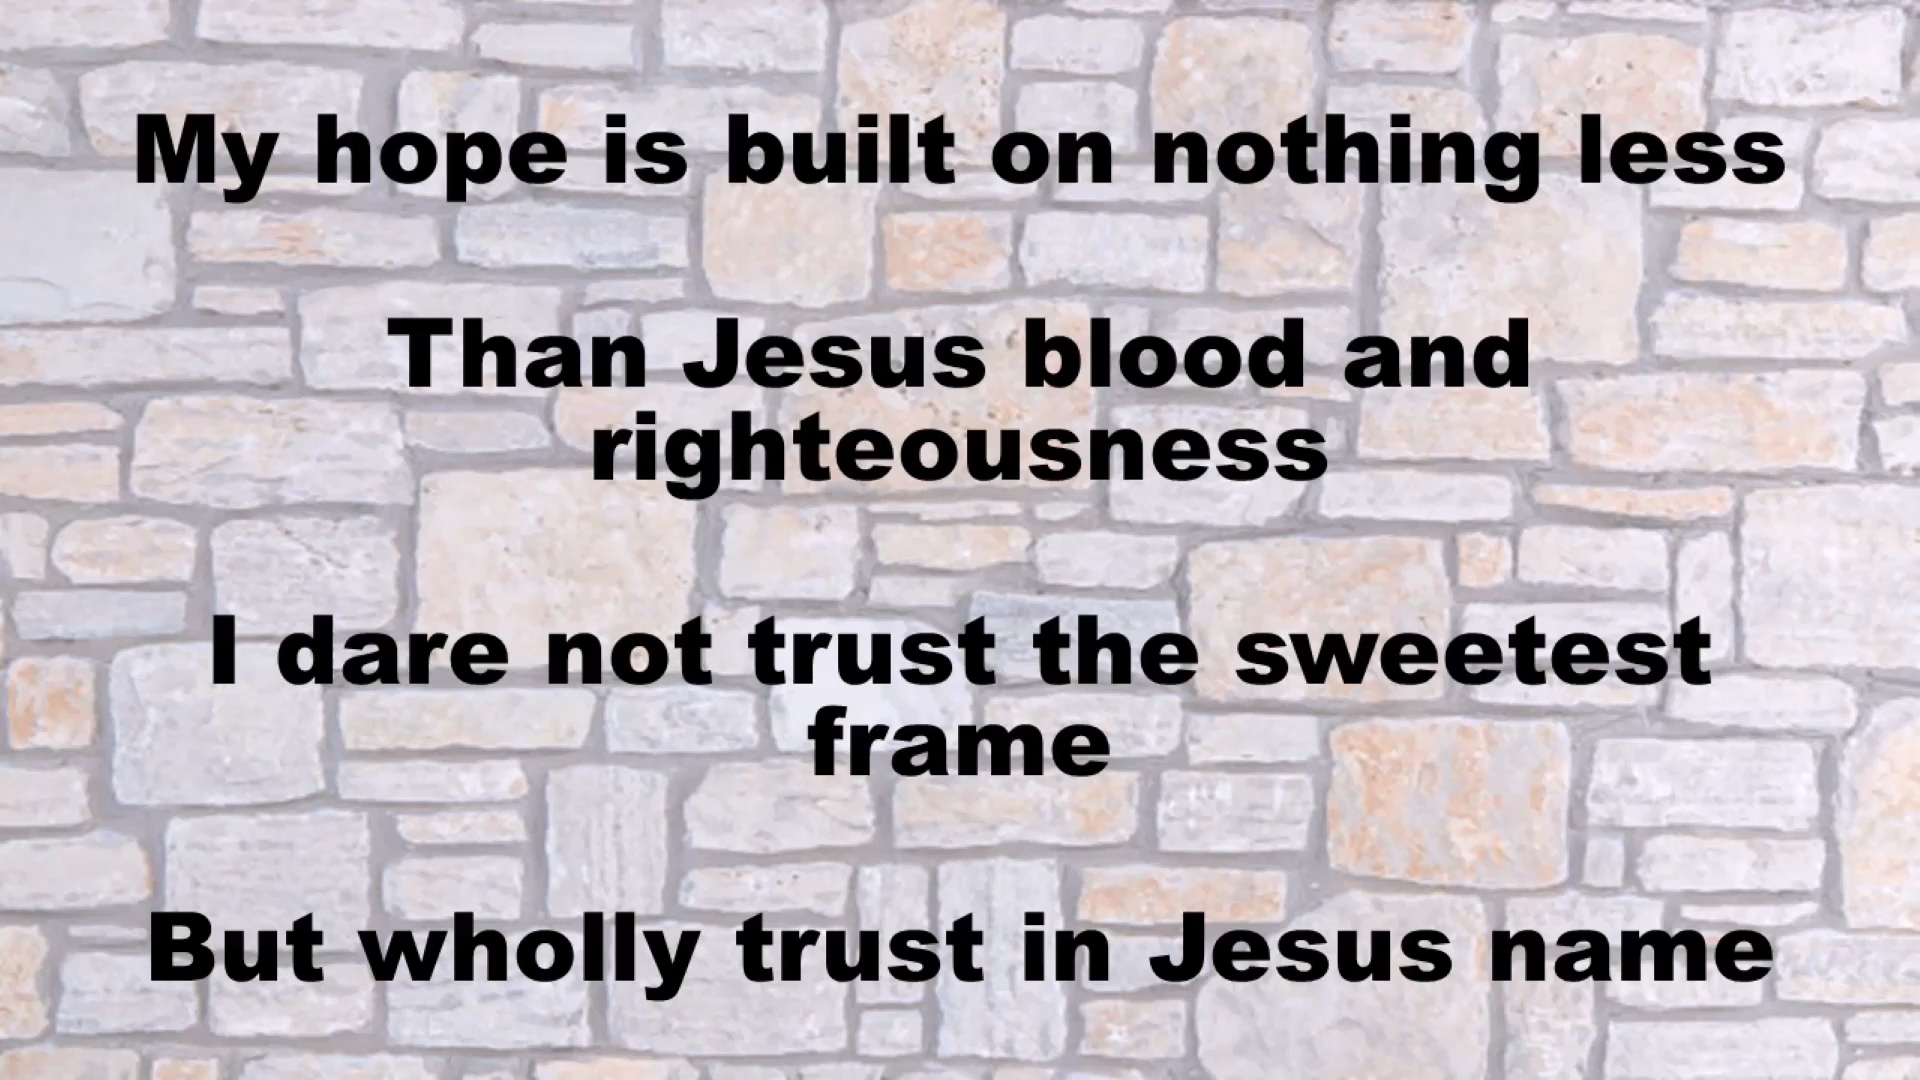 My hope is built on nothing less
Than Jesus blood and
righteousness
I dare not trust the sweetest
frame
But wholly trust in Jesus name